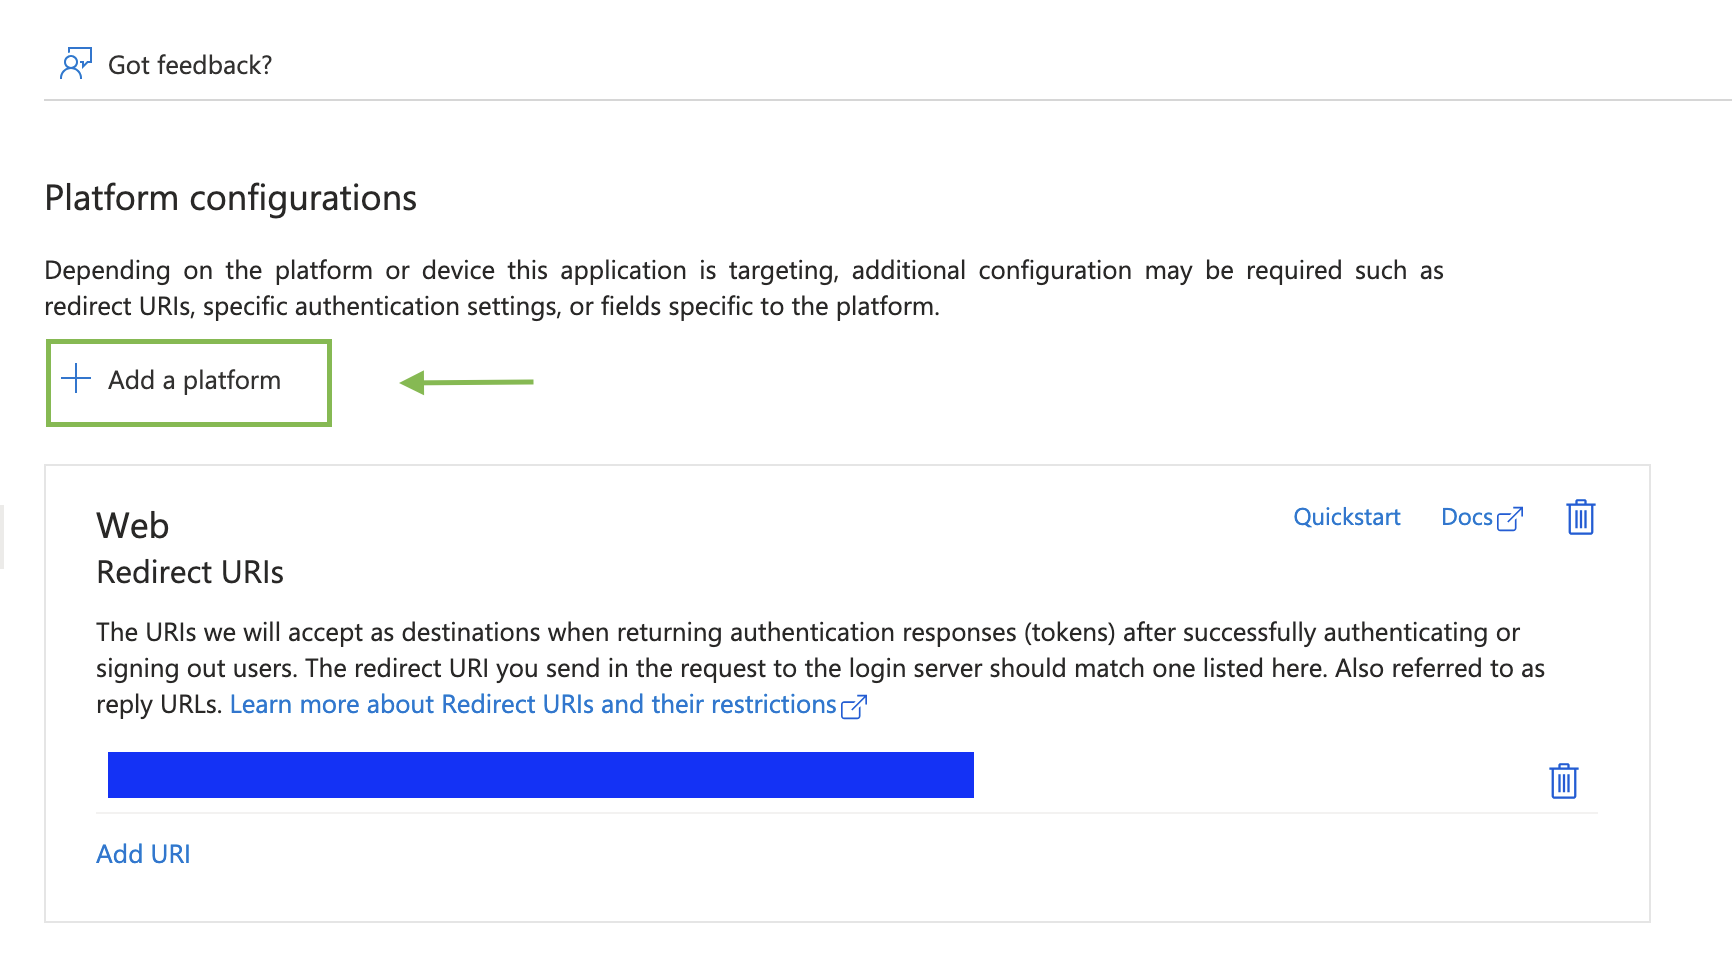 Got feedback?
Platform configurations
Depending on the platform or device this application is targeting, additional configuration may be required such as
redirect URIs, specific authentication settings, or fields specific to the platform.
Add a platform
Web
Quickstart
Docs
Redirect URIs
The URIs we will accept as destinations when returning authentication responses (tokens) after successfully authenticating or
signing out users. The redirect URI you send in the request to the login server should match one listed here. Also referred to as
reply URLs. Learn more about Redirect URIs and their restrictions
Add URI